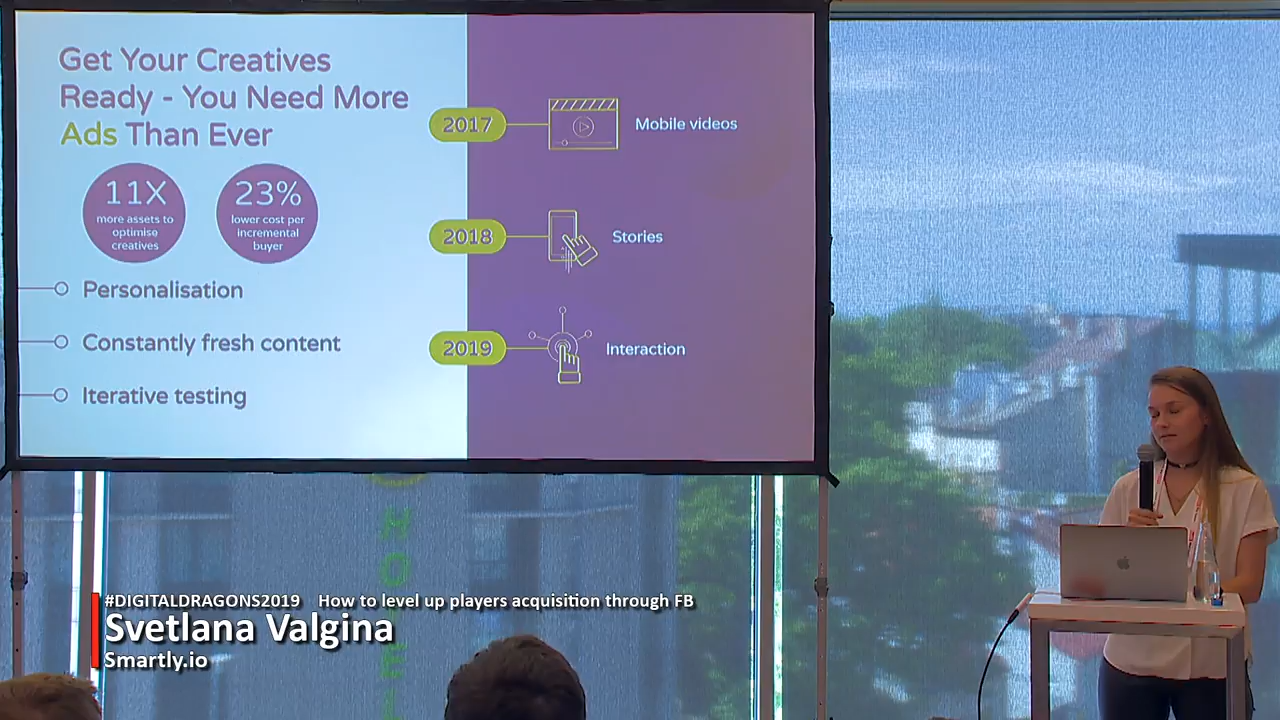 Get Your Creatives
Ready - You Need More
Ads Than Ever
11X
more assets to
optimise
creatives
23%
lower cost per
incremental
buyer
Personalisation
Constantly fresh content
Iterative testing
2017
Mobile videos
2018
Stories
2019
Interaction
#DIGITALDRAGONS2019 How to level up players acquisition through FB
Svetlana Valgina
Smartly.io